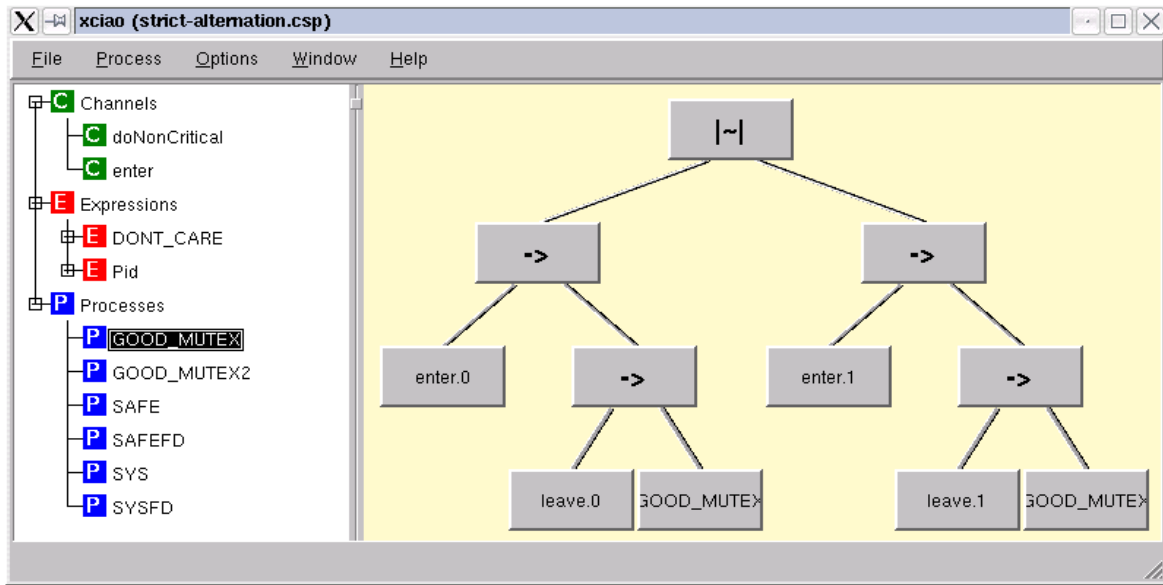 xciao (strict-alternation.csp)
File Process Options Window Help
C Channels
C doNonCritical
C enter
E Expressions
E DONT_CARE
E Pid
P Processes
P GOOD_MUTEX
P GOOD_MUTEX2
P SAFE
P SAFEFD
P SYS
P SYSFD
|~|
-> ->
enter.0 -> enter.1 ->
leave.0 GOOD_MUTEX leave.1 GOOD_MUTEX